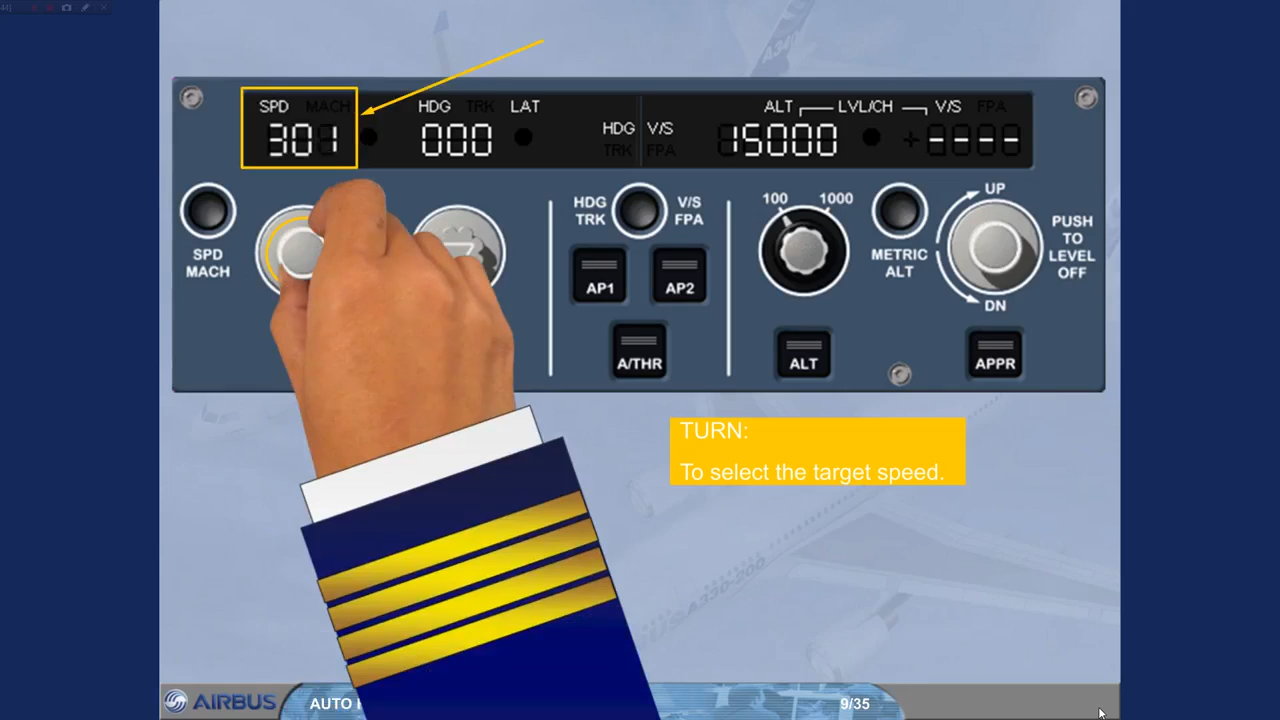 SPD MACH HDG TRK LAT ALT LVL/CH V/S FPA
301 000 HDG V/S 15000 + ----
TRK FPA
SPD
MACH
HDG
TRK
V/S
FPA
AP1
AP2
A/THR
100 1000
METRIC
ALT
ALT
UP
DN
PUSH
TO
LEVEL
OFF
APPR
TURN:
To select the target speed.
A340-500
AIRBUS AUTO 9/35